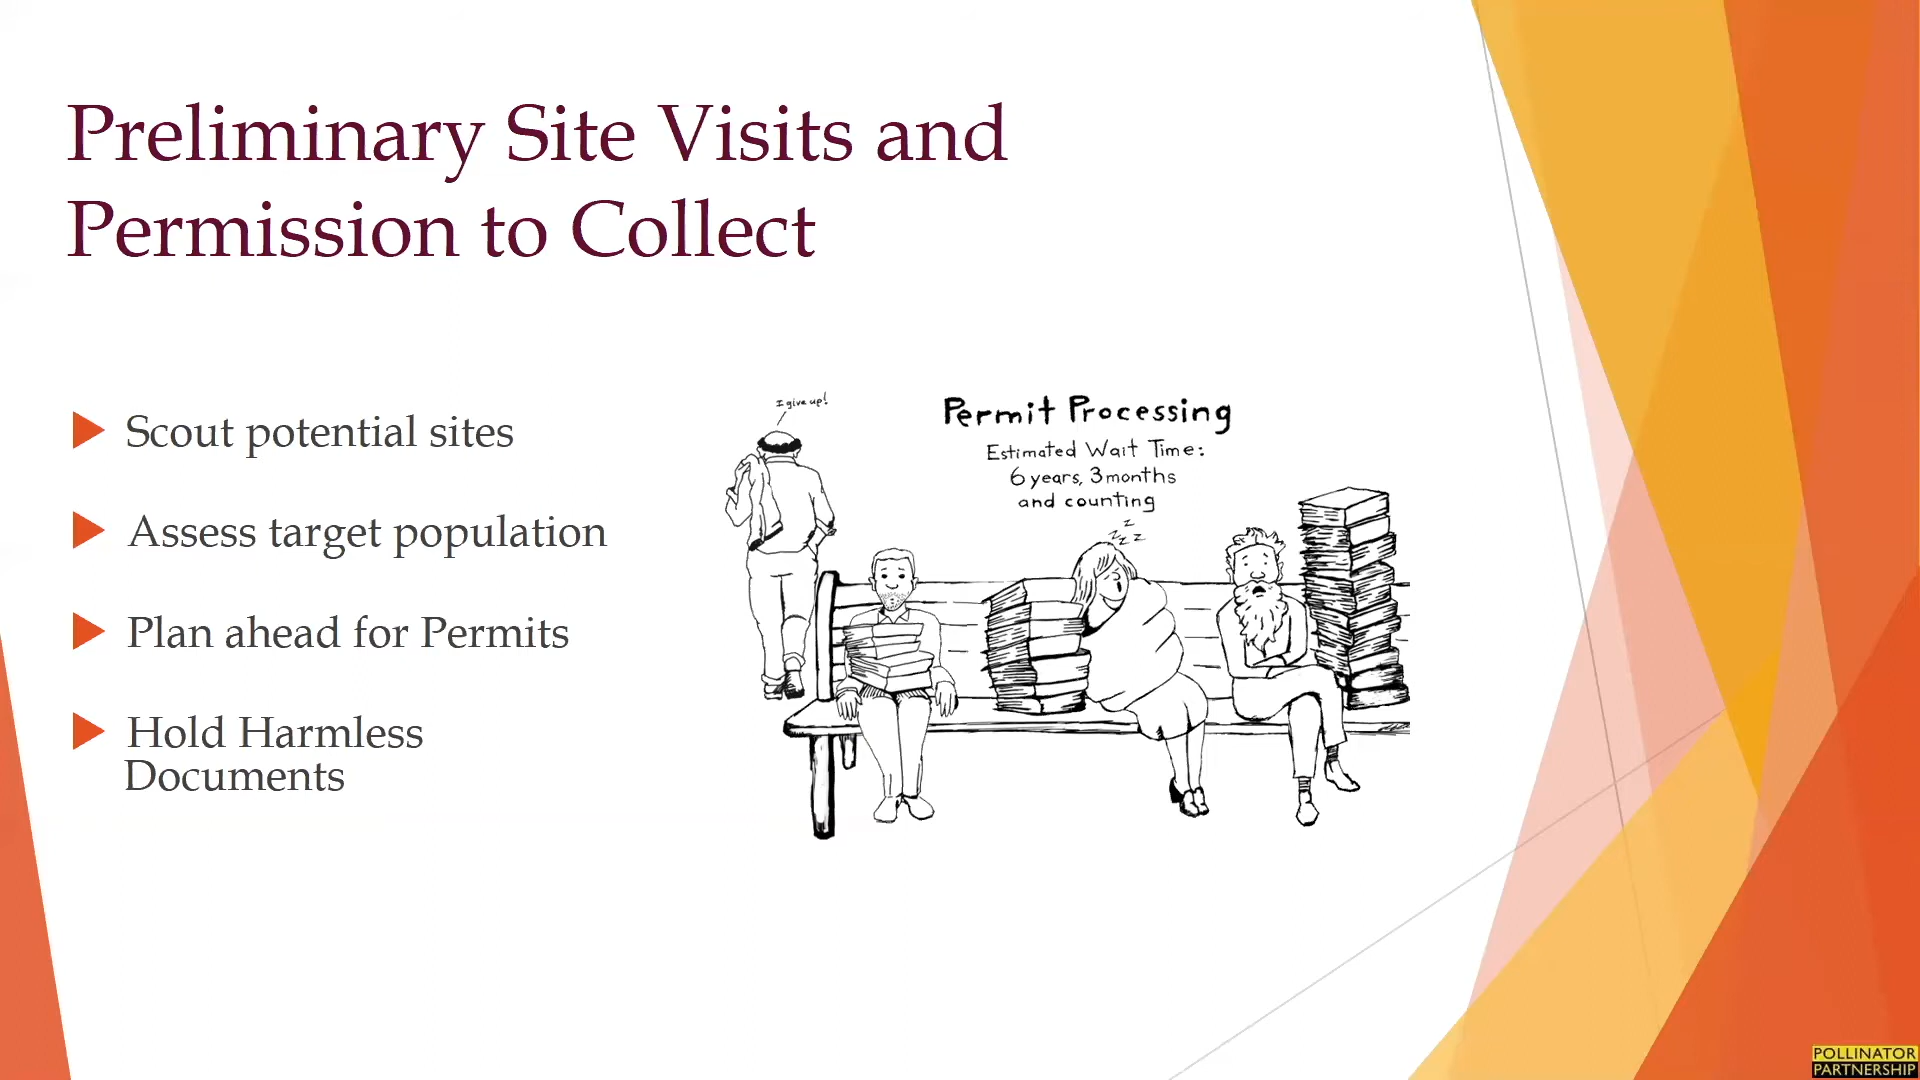 Preliminary Site Visits and
Permission to Collect
Scout potential sites
Assess target population
Plan ahead for Permits
Hold Harmless
Documents
I give up!
Permit Processing
Estimated Wait Time:
6 years, 3 months
and counting
z z z z
POLLINATOR
PARTNERSHIP